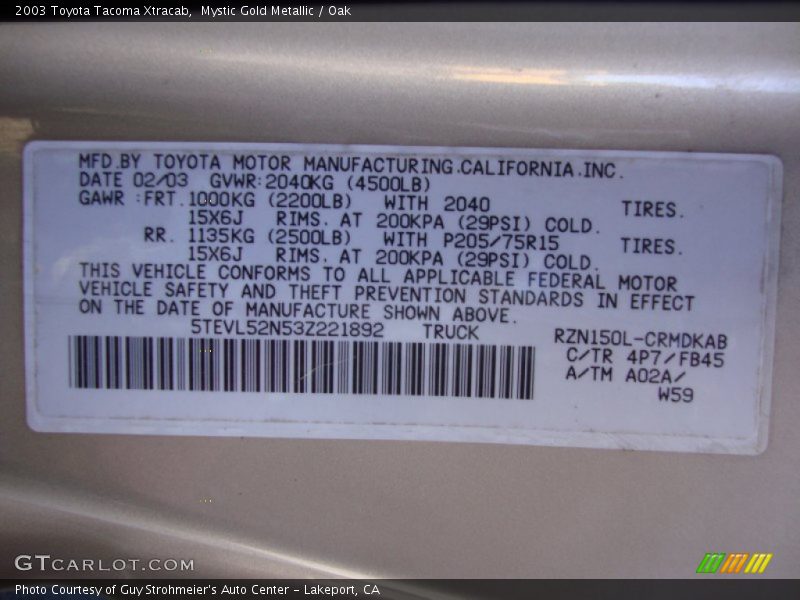 2003 Toyota Tacoma Xtracab,  Mystic Gold Metallic / Oak
MFD.BY TOYOTA MOTOR MANUFACTURING.CALIFORNIA.INC.
DATE 02/03 GVWR:2040KG (4500LB)
GAWR :FRT.1000KG (2200LB) WITH 2040 TIRES.
15X6J RIMS. AT 200KPA (29PSI) COLD.
RR. 1135KG (2500LB) WITH P205/75R15 TIRES.
15X6J RIMS. AT 200KPA (29PSI) COLD.
THIS VEHICLE CONFORMS TO ALL APPLICABLE FEDERAL MOTOR
VEHICLE SAFETY AND THEFT PREVENTION STANDARDS IN EFFECT
ON THE DATE OF MANUFACTURE SHOWN ABOVE.
5TEVL52N53Z221892 TRUCK
RZN150L-CRMDKAB
C/TR 4P7/FB45
A/TM A02A/
W59
GTCARLOT.COM
Photo Courtesy of Guy Strohmeier's Auto Center - Lakeport, CA